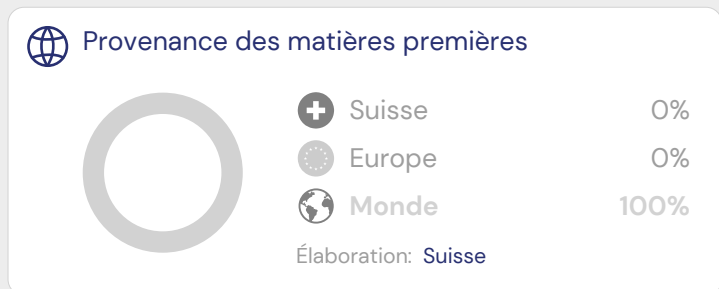 Provenance des matières premières
Suisse 0%
Europe 0%
Monde 100%
Élaboration: Suisse